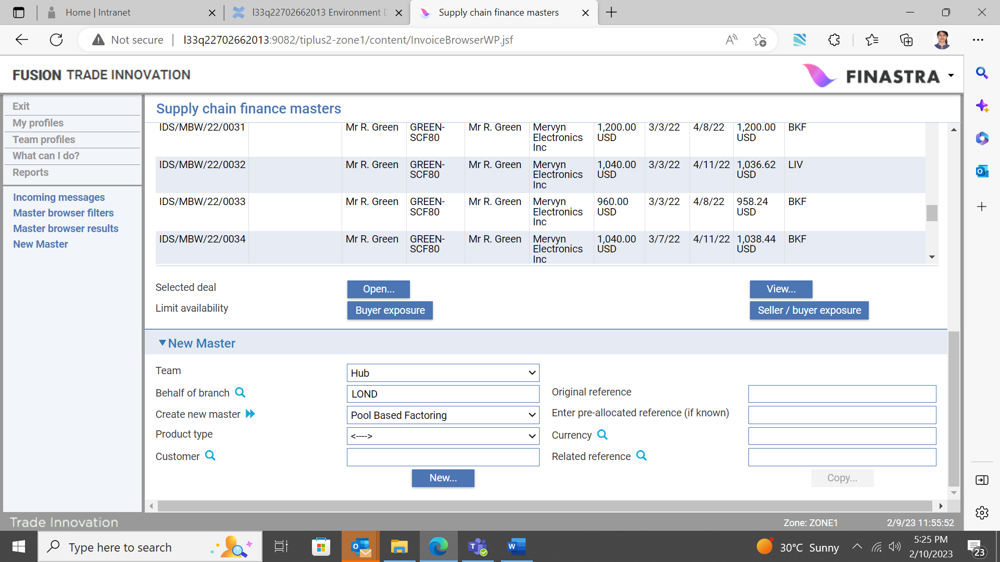 Home | Intranet
l33q22702662013 Environment D
Supply chain finance masters
Not secure
l33q22702662013:9082/tiplus2-zone1/content/InvoiceBrowserWP.jsf
FUSION TRADE INNOVATION
FINASTRA
Exit
My profiles
Team profiles
What can I do?
Reports
Incoming messages
Master browser filters
Master browser results
New Master
Supply chain finance masters
IDS/MBW/22/0031 Mr R. Green GREEN- Mr R. Green Mervyn 1,200.00 3/3/22 4/8/22 1,200.00 BKF
SCF80 Electronics USD USD
Inc
IDS/MBW/22/0032 Mr R. Green GREEN- Mr R. Green Mervyn 1,040.00 3/3/22 4/11/22 1,036.62 LIV
SCF80 Electronics USD USD
Inc
IDS/MBW/22/0033 Mr R. Green GREEN- Mr R. Green Mervyn 960.00 3/3/22 4/8/22 958.24 BKF
SCF80 Electronics USD USD
Inc
IDS/MBW/22/0034 Mr R. Green GREEN- Mr R. Green Mervyn 1,040.00 3/7/22 4/11/22 1,038.44 BKF
SCF80 Electronics USD USD
Inc
Selected deal Open... View...
Limit availability Buyer exposure Seller / buyer exposure
New Master
Team Hub
Behalf of branch LOND Original reference
Create new master Pool Based Factoring Enter pre-allocated reference (if known)
Product type <----> Currency
Customer Related reference
New... Copy...
Trade Innovation Zone: ZONE1 2/9/23 11:55:52
Type here to search
30°C Sunny
5:25 PM
2/10/2023
23